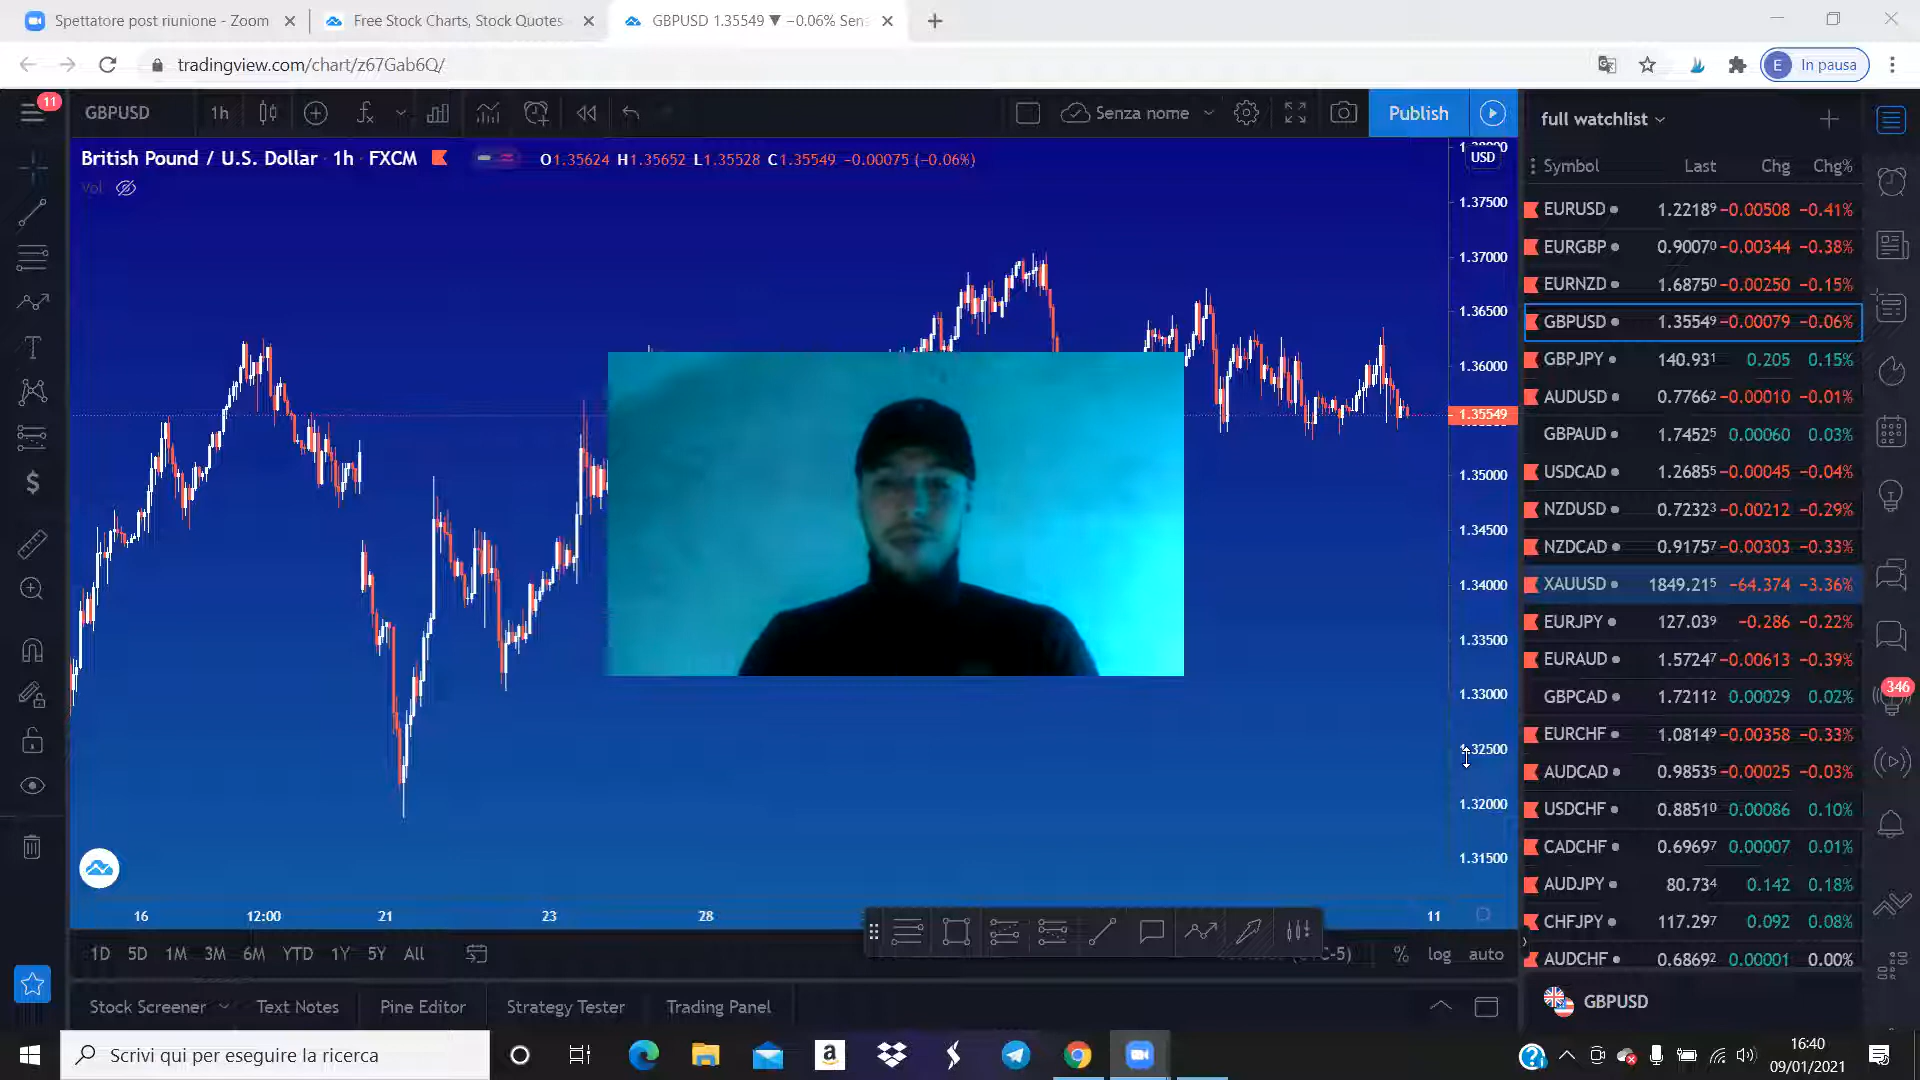 Spettatore post riunione - Zoom
Free Stock Charts, Stock Quotes
GBPUSD 1.35549 ▼ −0.06% Sen
tradingview.com/chart/z67Gab6Q/
E In pausa
11
GBPUSD 1h
Senza nome
Publish
full watchlist
British Pound / U.S. Dollar 1h · FXCM
O1.35624 H1.35652 L1.35528 C1.35549 −0.00075 (−0.06%)
Vol
USD
1.38000
1.37500
1.37000
1.36500
1.36000
1.35549
1.35000
1.34500
1.34000
1.33500
1.33000
1.32500
1.32000
1.31500
Symbol Last Chg Chg%
EURUSD 1.22189 −0.00508 −0.41%
EURGBP 0.90070 −0.00344 −0.38%
EURNZD 1.68750 −0.00250 −0.15%
GBPUSD 1.35549 −0.00079 −0.06%
GBPJPY 140.931 0.205 0.15%
AUDUSD 0.77662 −0.00010 −0.01%
GBPAUD 1.74525 0.00060 0.03%
USDCAD 1.26855 −0.00045 −0.04%
NZDUSD 0.72323 −0.00212 −0.29%
NZDCAD 0.91757 −0.00303 −0.33%
XAUUSD 1849.215 −64.374 −3.36%
EURJPY 127.039 −0.286 −0.22%
EURAUD 1.57247 −0.00613 −0.39%
GBPCAD 1.72112 0.00029 0.02%
EURCHF 1.08149 −0.00358 −0.33%
AUDCAD 0.98535 −0.00025 −0.03%
USDCHF 0.88510 0.00086 0.10%
CADCHF 0.69697 0.00007 0.01%
AUDJPY 80.734 0.142 0.18%
CHFJPY 117.297 0.092 0.08%
AUDCHF 0.68692 0.00001 0.00%
346
16 12:00 21 23 28 11
1D 5D 1M 3M 6M YTD 1Y 5Y All
(UTC-5) % log auto
Stock Screener Text Notes Pine Editor Strategy Tester Trading Panel
GBPUSD
Scrivi qui per eseguire la ricerca
16:40
09/01/2021